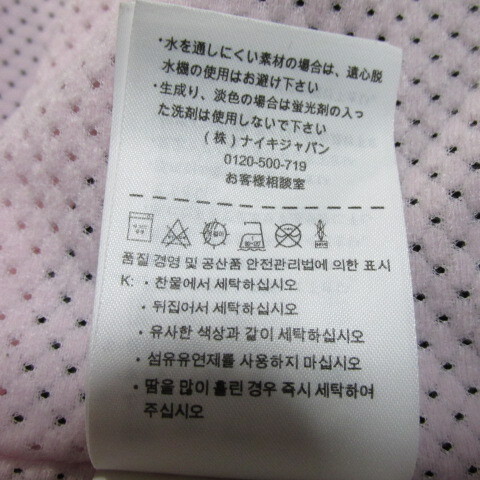 ・水を通しにくい素材の場合は、遠心脱
水機の使用はお避け下さい
・生成り、淡色の場合は蛍光剤の入っ
た洗剤は使用しないで下さい
(株)ナイキジャパン
0120-500-719
お客様相談室
품질 경영 및 공산품 안전관리법에 의한 표시
K: • 찬물에서 세탁하십시오
• 뒤집어서 세탁하십시오
• 유사한 색상과 같이 세탁하십시오
• 섬유유연제를 사용하지 마십시오
• 땀을 많이 흘린 경우 즉시 세탁하여
주십시오